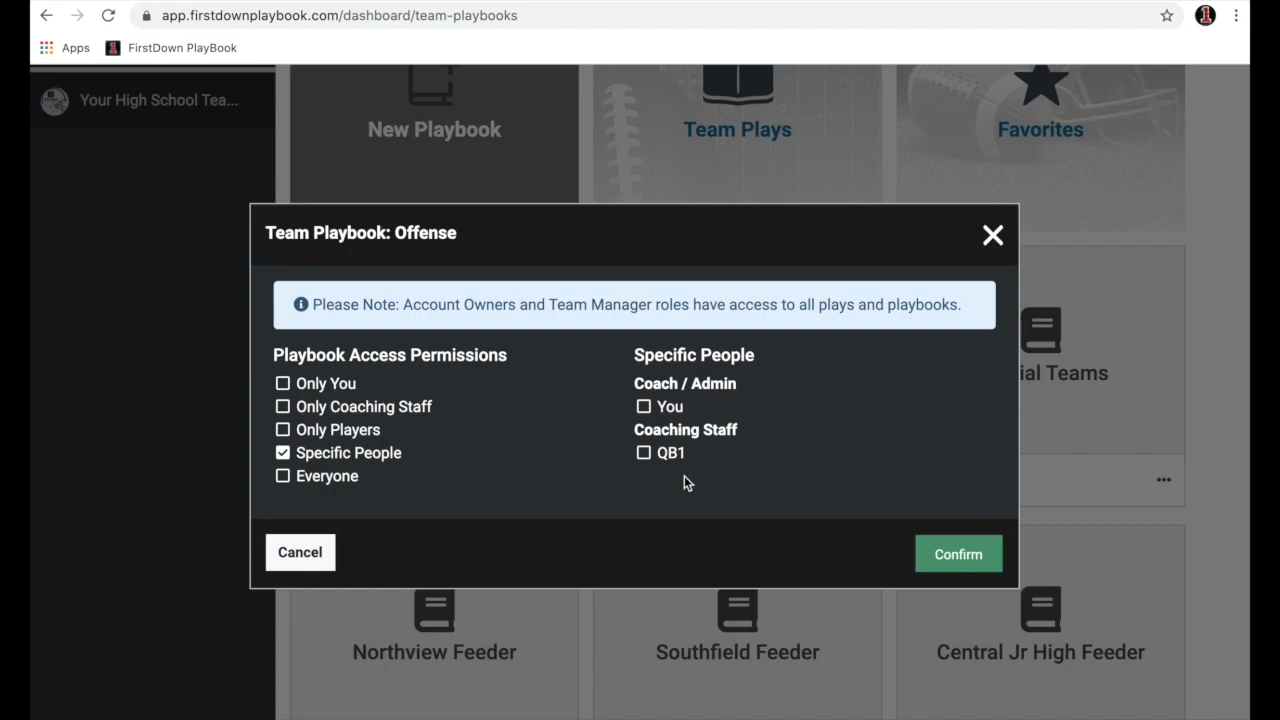 app.firstdownplaybook.com/dashboard/team-playbooks
Apps
FirstDown PlayBook
Your High School Tea...
New Playbook
Team Plays
Favorites
Team Playbook: Offense
Please Note: Account Owners and Team Manager roles have access to all plays and playbooks.
Playbook Access Permissions
Only You
Only Coaching Staff
Only Players
Specific People
Everyone
Specific People
Coach / Admin
You
Coaching Staff
QB1
Cancel
Confirm
ial Teams
Northview Feeder
Southfield Feeder
Central Jr High Feeder